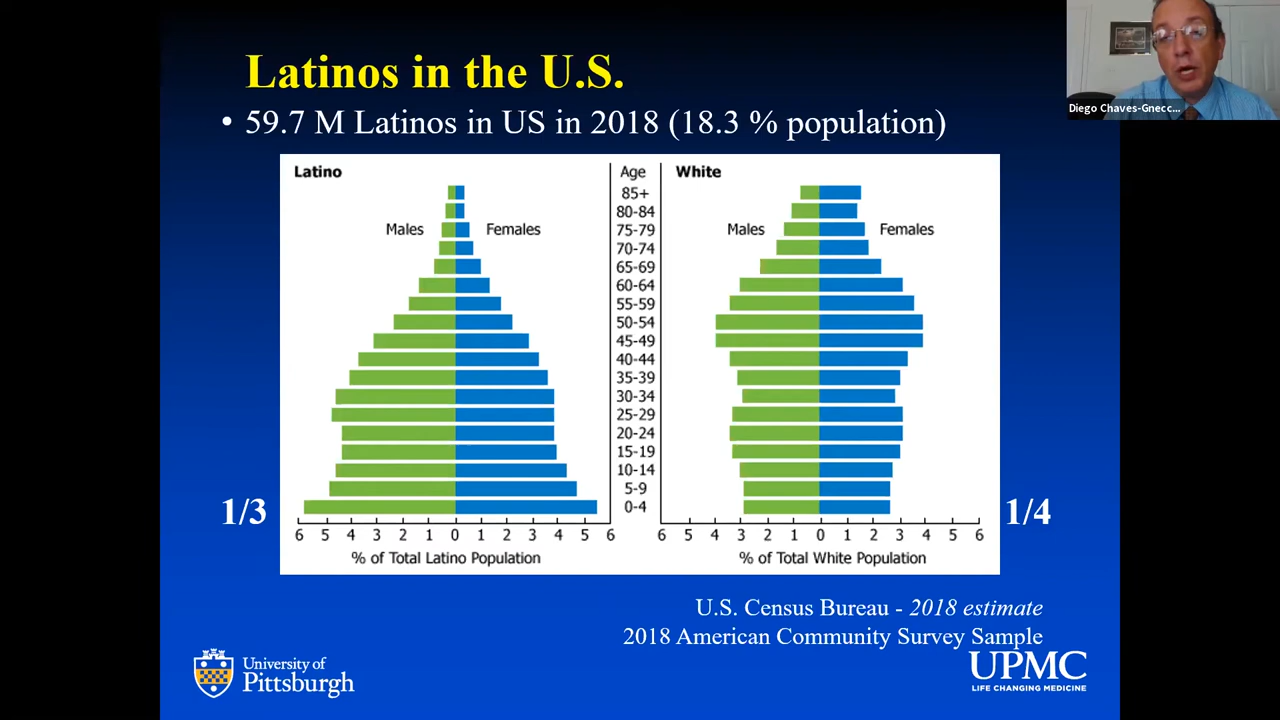 Latinos in the U.S.
• 59.7 M Latinos in US in 2018 (18.3 % population)
Diego Chaves-Gnecc...
Latino
Age
White
Males
Females
Males
Females
85+
80-84
75-79
70-74
65-69
60-64
55-59
50-54
45-49
40-44
35-39
30-34
25-29
20-24
15-19
10-14
5-9
0-4
1/3
1/4
6 5 4 3 2 1 0 1 2 3 4 5 6
6 5 4 3 2 1 0 1 2 3 4 5 6
% of Total Latino Population
% of Total White Population
U.S. Census Bureau - 2018 estimate
2018 American Community Survey Sample
University of
Pittsburgh
UPMC
LIFE CHANGING MEDICINE